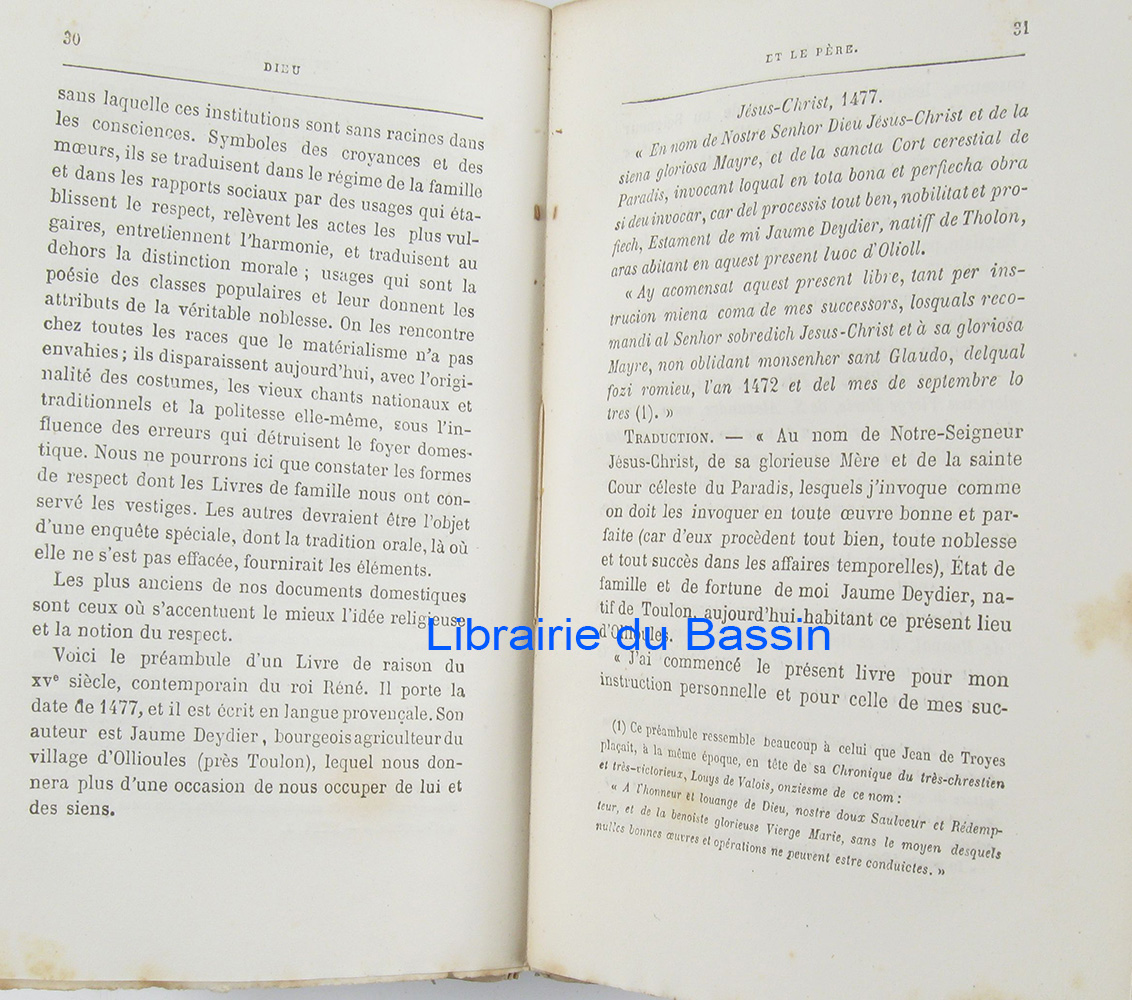 30
DIEU
sans laquelle ces institutions sont sans racines dans
les consciences. Symboles des croyances et des
mœurs, ils se traduisent dans le régime de la famille
et dans les rapports sociaux par des usages qui éta-
blissent le respect, relèvent les actes les plus vul-
gaires, entretiennent l'harmonie, et traduisent au
dehors la distinction morale ; usages qui sont la
poésie des classes populaires et leur donnent les
attributs de la véritable noblesse. On les rencontre
chez toutes les races que le matérialisme n'a pas
envahies ; ils disparaissent aujourd'hui, avec l'origi-
nalité des costumes, les vieux chants nationaux et
traditionnels et la politesse elle-même, sous l'in-
fluence des erreurs qui détruisent le foyer domes-
tique. Nous ne pourrons ici que constater les formes
de respect dont les Livres de famille nous ont con-
servé les vestiges. Les autres devraient être l'objet
d'une enquête spéciale, dont la tradition orale, là où
elle ne s'est pas effacée, fournirait les éléments.
Les plus anciens de nos documents domestiques
sont ceux où s'accentuent le mieux l'idée religieuse
et la notion du respect.
Voici le préambule d'un Livre de raison du
XVe siècle, contemporain du roi Réné. Il porte la
date de 1477, et il est écrit en langue provençale. Son
auteur est Jaume Deydier, bourgeois agriculteur du
village d'Ollioules (près Toulon), lequel nous don-
nera plus d'une occasion de nous occuper de lui et
des siens.
31
ET LE PÈRE.
Jésus-Christ, 1477.
« En nom de Nostre Senhor Dieu Jésus-Christ et de la
siena gloriosa Mayre, et de la sancta Cort cerestial de
Paradis, invocant loqual en tota bona et perfiecha obra
si deu invocar, car del processis tout ben, nobilitat et pro-
fiech, Estament de mi Jaume Deydier, natiff de Tholon,
aras abitant en aquest present luoc d'Olioll.
« Ay acomensat aquest present libre, tant per ins-
trucion miena coma de mes successors, losquals reco-
mandi al Senhor sobredich Jesus-Christ et à sa gloriosa
Mayre, non oblidant monsenher sant Glaudo, delqual
fozi romieu, l'an 1472 et del mes de septembre lo
tres (1). »
TRADUCTION. — « Au nom de Notre-Seigneur
Jésus-Christ, de sa glorieuse Mère et de la sainte
Cour céleste du Paradis, lesquels j'invoque comme
on doit les invoquer en toute œuvre bonne et par-
faite (car d'eux procèdent tout bien, toute noblesse
et tout succès dans les affaires temporelles), État de
famille et de fortune de moi Jaume Deydier, na-
tif de Toulon, aujourd'hui habitant ce présent lieu
d'Ollioules.
« J'ai commencé le présent livre pour mon
instruction personnelle et pour celle de mes suc-
(1) Ce préambule ressemble beaucoup à celui que Jean de Troyes
plaçait, à la même époque, en tête de sa Chronique du très-chrestien
et très-victorieux, Louys de Valois, onziesme de ce nom :
« A l'honneur et louange de Dieu, nostre doux Saulveur et Rédemp-
teur, et de la benoiste glorieuse Vierge Marie, sans le moyen desquels
nulles bonnes œuvres et opérations ne peuvent estre conduictes. »
Librairie du Bassin